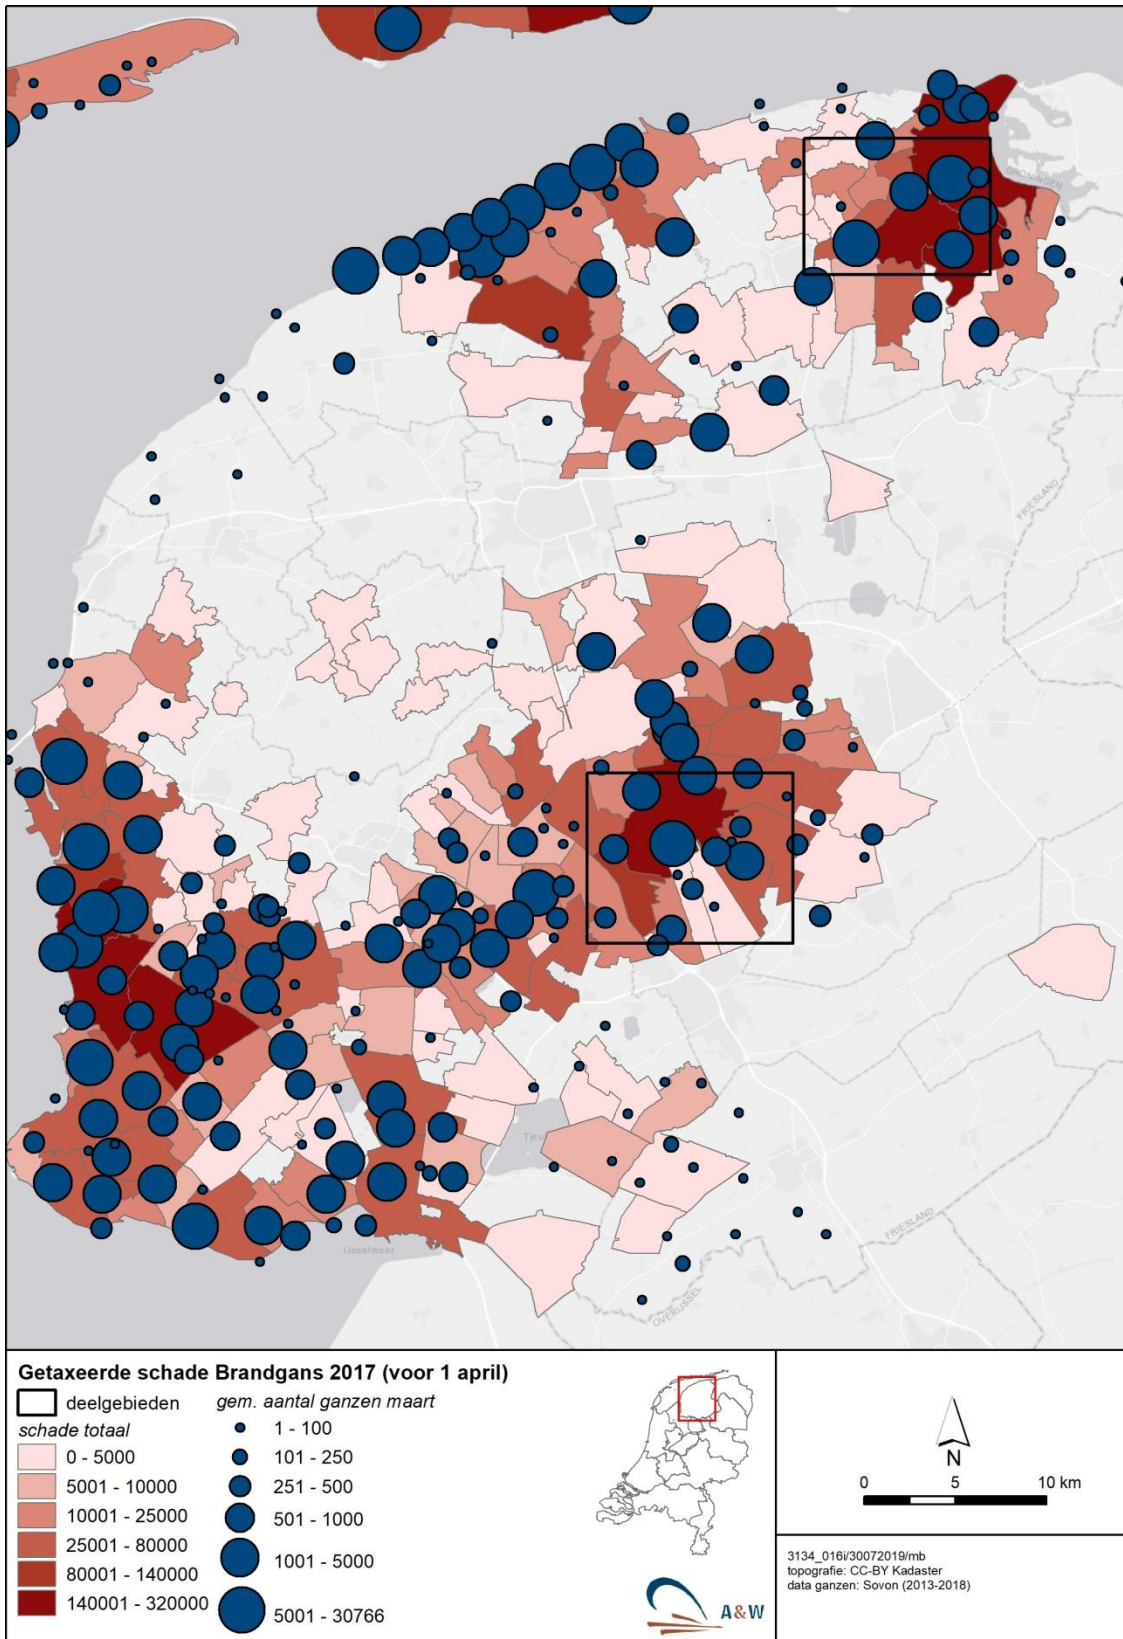 GRONINGEN
FRIESLAND
Tjeu
IJsselmeer
FRIESLAND
OVERIJSSEL
Getaxeerde schade Brandgans 2017 (voor 1 april)
deelgebieden
schade totaal
0 - 5000
5001 - 10000
10001 - 25000
25001 - 80000
80001 - 140000
140001 - 320000
gem. aantal ganzen maart
1 - 100
101 - 250
251 - 500
501 - 1000
1001 - 5000
5001 - 30766
A&W
N
0 5 10 km
3134_016i/30072019/mb
topografie: CC-BY Kadaster
data ganzen: Sovon (2013-2018)